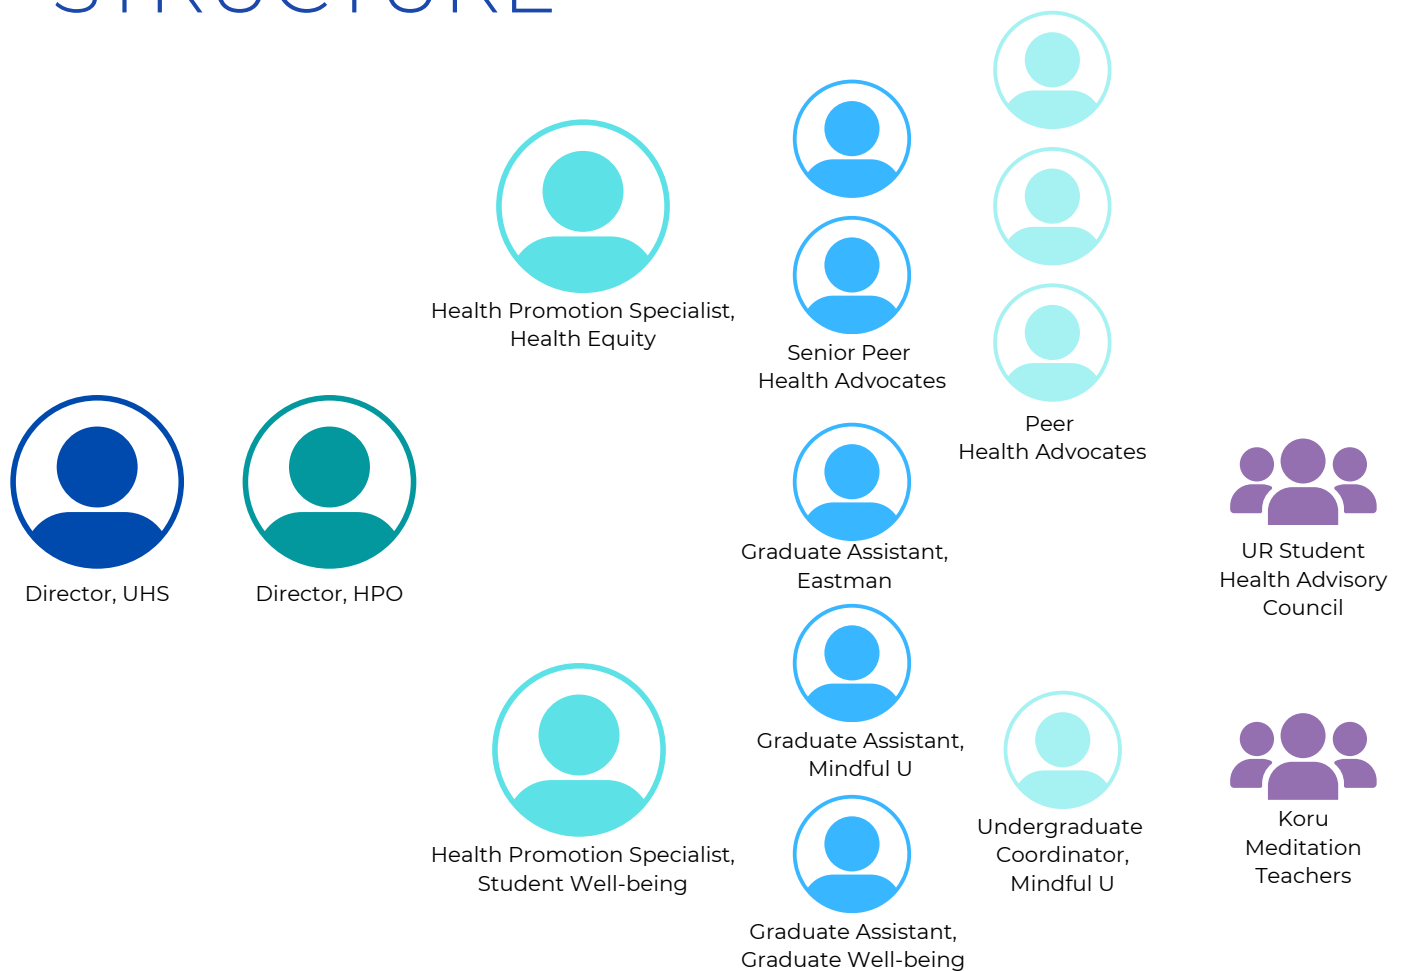 STRUCTURE
Health Promotion Specialist,
Health Equity
Senior Peer
Health Advocates
Peer
Health Advocates
Director, UHS
Director, HPO
Graduate Assistant,
Eastman
UR Student
Health Advisory
Council
Graduate Assistant,
Mindful U
Health Promotion Specialist,
Student Well-being
Undergraduate
Coordinator,
Mindful U
Koru
Meditation
Teachers
Graduate Assistant,
Graduate Well-being